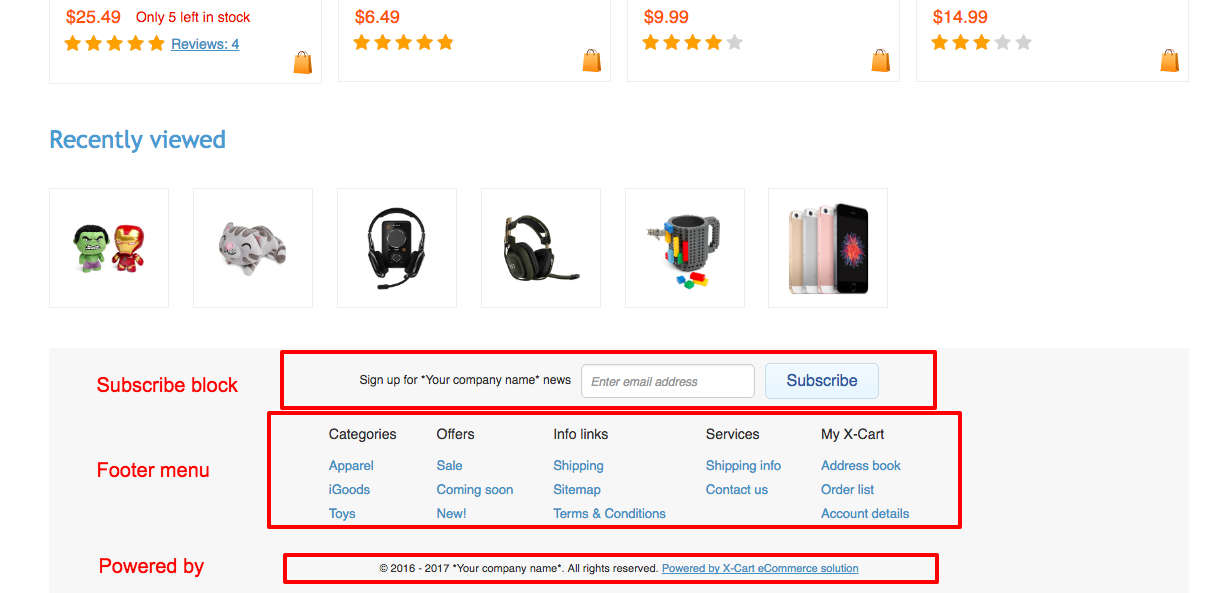 $25.49 Only 5 left in stock $6.49 $9.99 $14.99
Reviews: 4
Recently viewed
Subscribe block
Sign up for *Your company name* news Enter email address Subscribe
Footer menu
Categories Offers Info links Services My X-Cart
Apparel Sale Shipping Shipping info Address book
iGoods Coming soon Sitemap Contact us Order list
Toys New! Terms & Conditions Account details
Powered by
© 2016 - 2017 *Your company name*. All rights reserved. Powered by X-Cart eCommerce solution